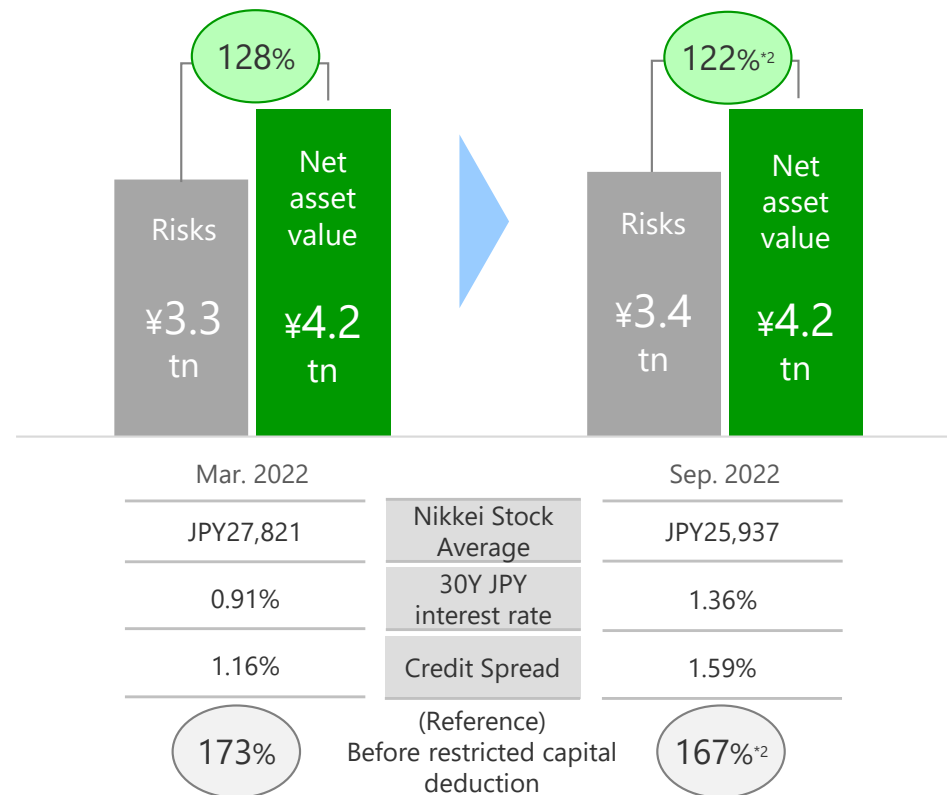 128%
122%*2
Risks
¥3.3
tn
Net
asset
value
¥4.2
tn
Risks
¥3.4
tn
Net
asset
value
¥4.2
tn
Mar. 2022
Sep. 2022
JPY27,821
Nikkei Stock
Average
JPY25,937
0.91%
30Y JPY
interest rate
1.36%
1.16%
Credit Spread
1.59%
173%
(Reference)
Before restricted capital
deduction
167%*2